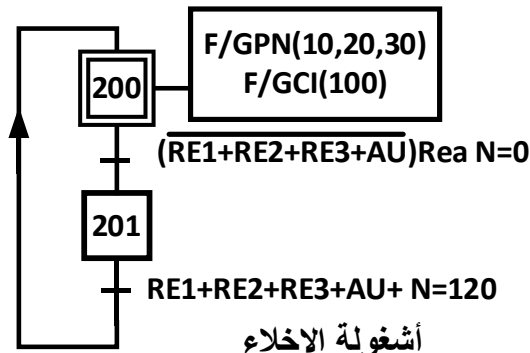 F/GPN(10,20,30)
F/GCI(100)
200
(RE1+RE2+RE3+AU)Rea N=0
201
RE1+RE2+RE3+AU+ N=120
أشغولة الإخلاء